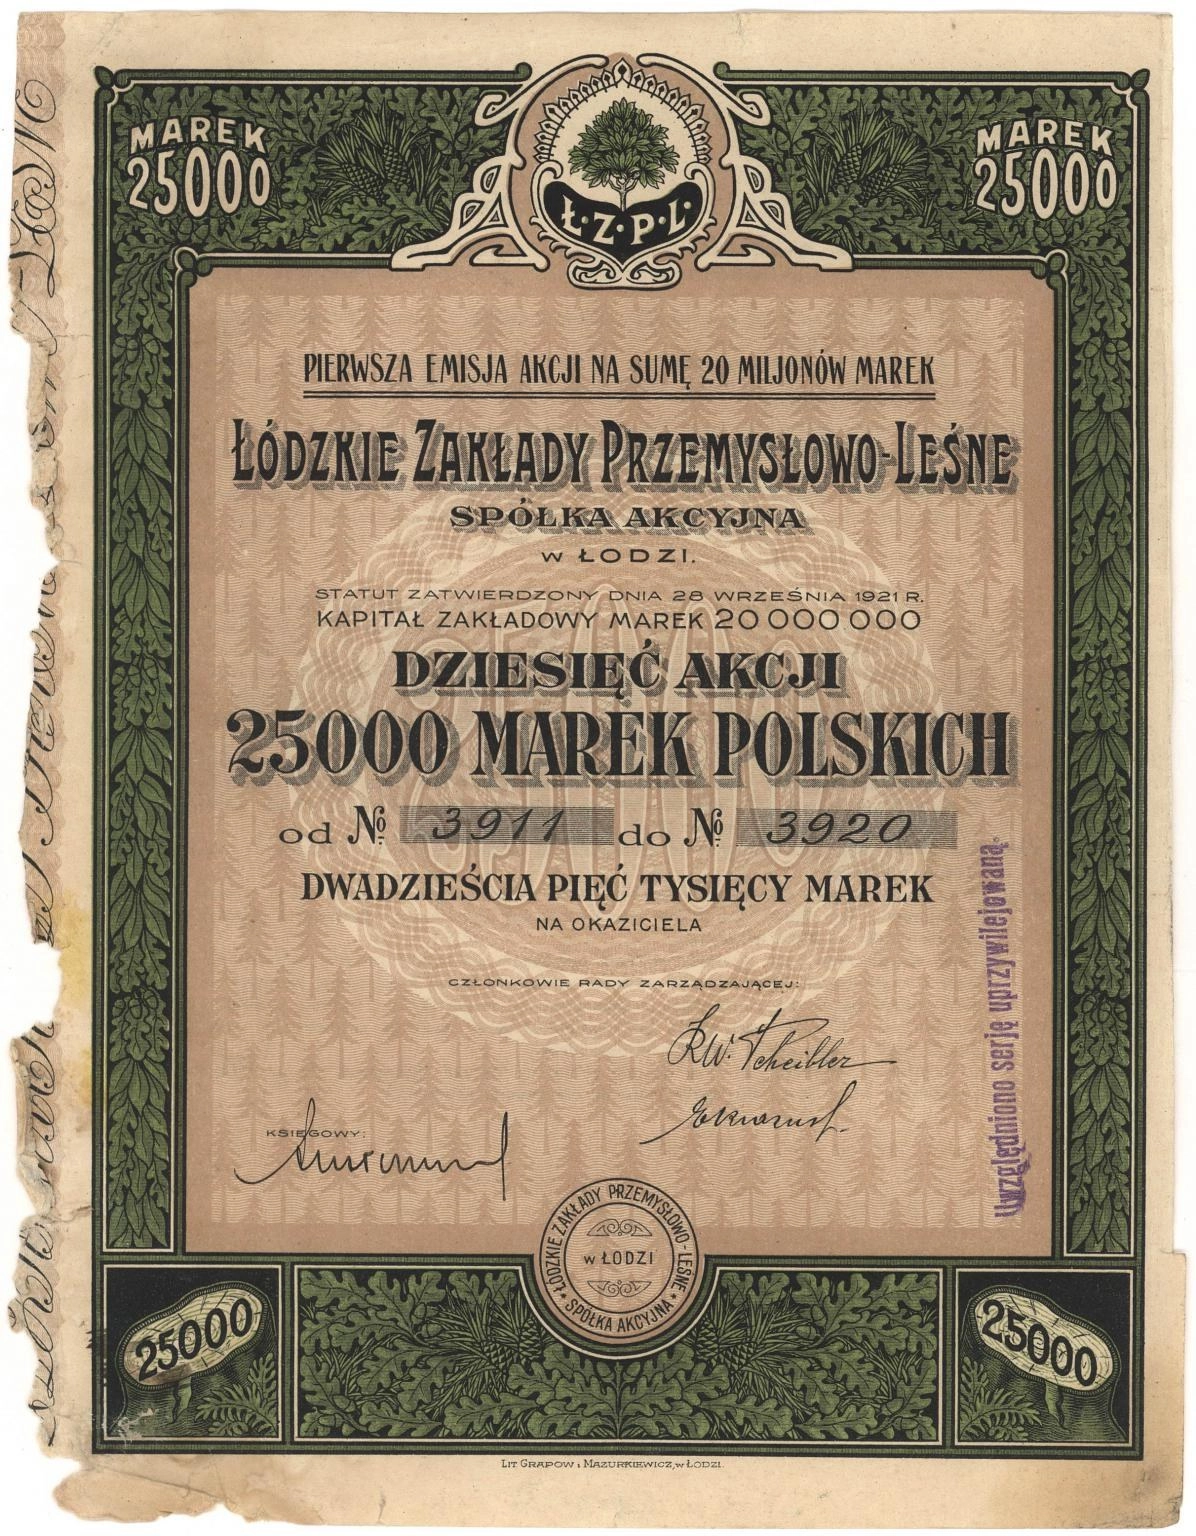 MAREK
25000
MAREK
25000
Ł·Z·P·L·
PIERWSZA EMISJA AKCJI NA SUMĘ 20 MILJONÓW MAREK
ŁÓDZKIE ZAKŁADY PRZEMYSŁOWO-LEŚNE
SPÓŁKA AKCYJNA
W ŁODZI.
STATUT ZATWIERDZONY DNIA 28 WRZEŚNIA 1921 R.
KAPITAŁ ZAKŁADOWY MAREK 20 000 000
DZIESIĘĆ AKCJI
25000 MAREK POLSKICH
od № 3911 do № 3920
DWADZIEŚCIA PIĘĆ TYSIĘCY MAREK
NA OKAZICIELA
CZŁONKOWIE RADY ZARZĄDZAJĄCEJ:
KSIĘGOWY:
Uwzględniono serję uprzywilejowaną.
ŁÓDZKIE ZAKŁADY PRZEMYSŁOWO-LEŚNE
w ŁODZI
SPÓŁKA AKCYJNA
25000
25000
LIT GRAPOW i MAZURKIEWICZ, w ŁODZI.